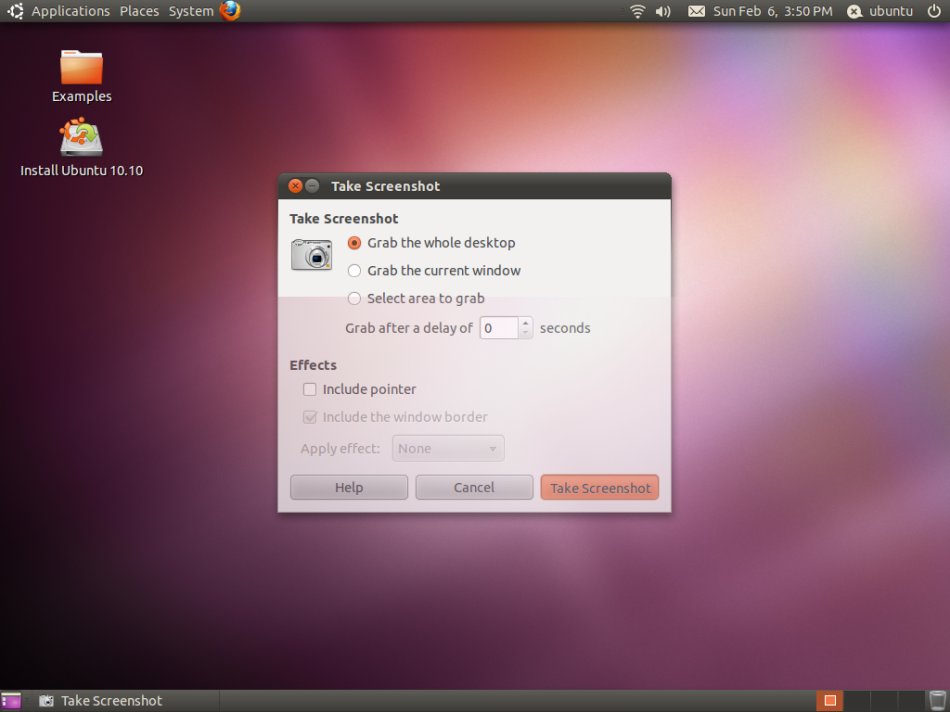 Applications Places System Sun Feb 6, 3:50 PM ubuntu
Examples
Install Ubuntu 10.10
Take Screenshot
Take Screenshot
Grab the whole desktop
Grab the current window
Select area to grab
Grab after a delay of 0 seconds
Effects
Include pointer
Include the window border
Apply effect: None
Help Cancel Take Screenshot
Take Screenshot